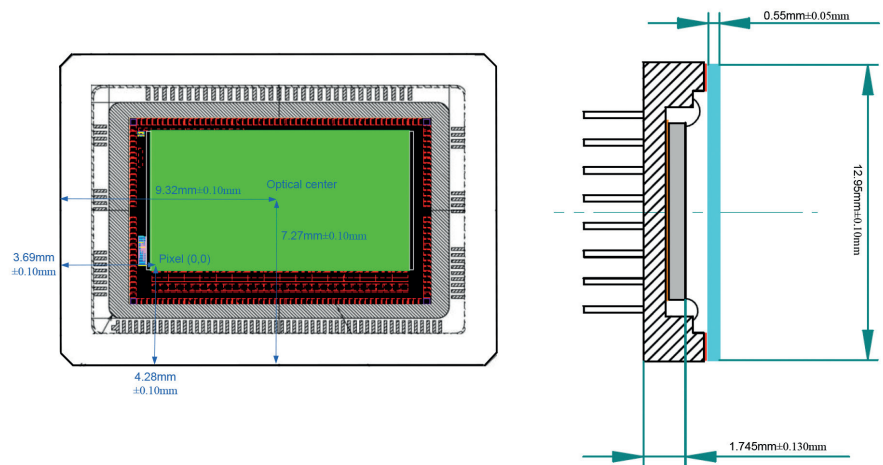 0.55mm±0.05mm
Optical center
9.32mm±0.10mm
7.27mm±0.10mm
3.69mm
±0.10mm
Pixel (0,0)
12.95mm±0.10mm
4.28mm
±0.10mm
1.745mm±0.130mm